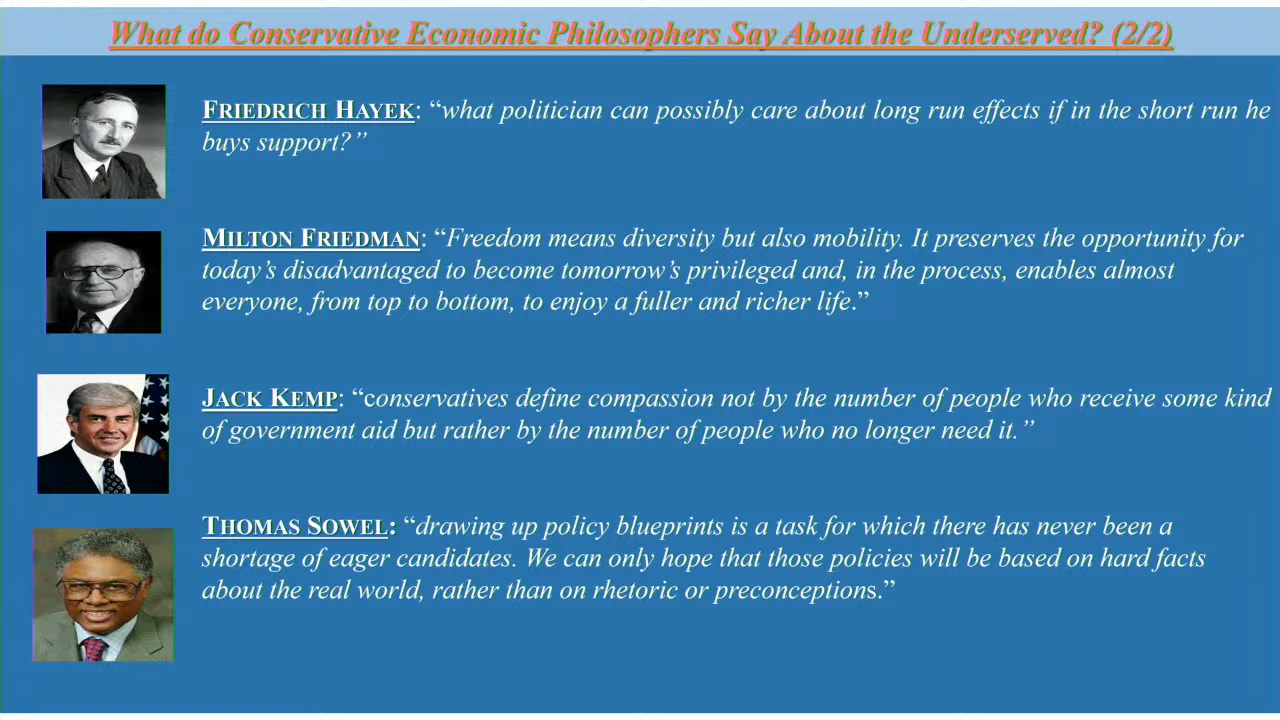 What do Conservative Economic Philosophers Say About the Underserved? (2/2)
FRIEDRICH HAYEK: “what politician can possibly care about long run effects if in the short run he
buys support?”
MILTON FRIEDMAN: “Freedom means diversity but also mobility. It preserves the opportunity for
today’s disadvantaged to become tomorrow’s privileged and, in the process, enables almost
everyone, from top to bottom, to enjoy a fuller and richer life.”
JACK KEMP: “conservatives define compassion not by the number of people who receive some kind
of government aid but rather by the number of people who no longer need it.”
THOMAS SOWEL: “drawing up policy blueprints is a task for which there has never been a
shortage of eager candidates. We can only hope that those policies will be based on hard facts
about the real world, rather than on rhetoric or preconceptions.”